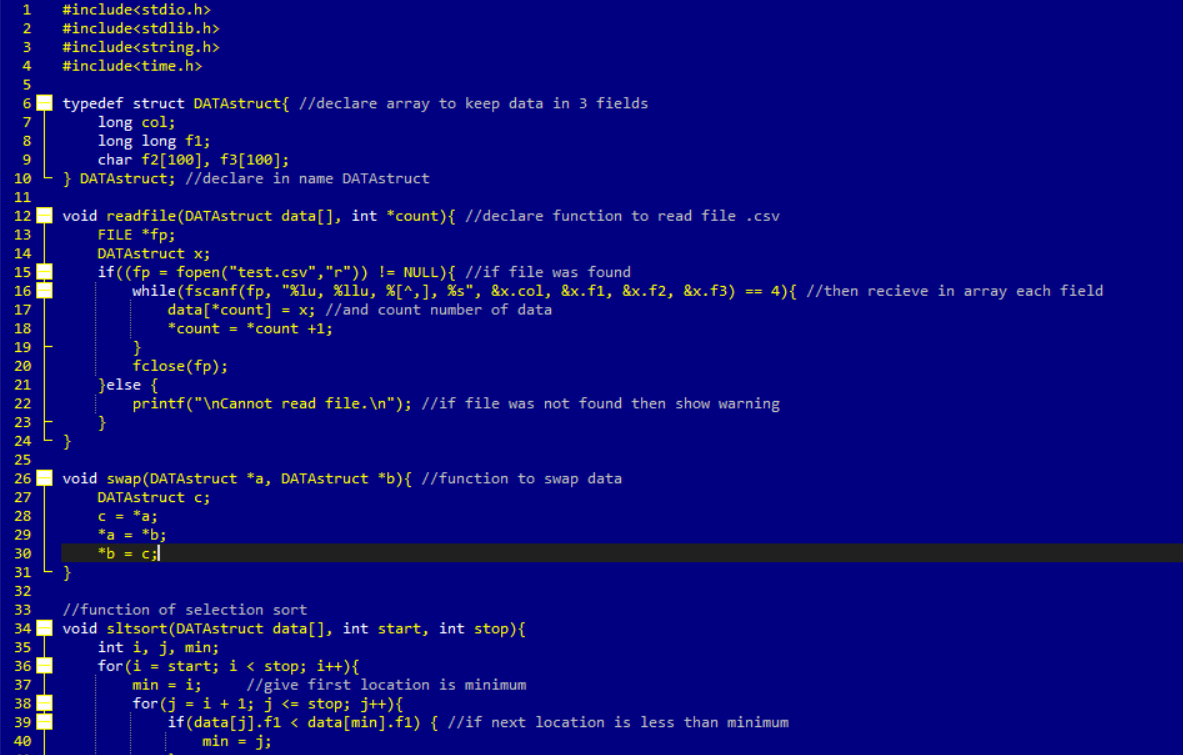 1 #include<stdio.h>
2 #include<stdlib.h>
3 #include<string.h>
4 #include<time.h>
5
6 typedef struct DATAstruct{ //declare array to keep data in 3 fields
7 long col;
8 long long f1;
9 char f2[100], f3[100];
10 } DATAstruct; //declare in name DATAstruct
11
12 void readfile(DATAstruct data[], int *count){ //declare function to read file .csv
13 FILE *fp;
14 DATAstruct x;
15 if((fp = fopen("test.csv","r")) != NULL){ //if file was found
16 while(fscanf(fp, "%lu, %llu, %[^,], %s", &x.col, &x.f1, &x.f2, &x.f3) == 4){ //then recieve in array each field
17 data[*count] = x; //and count number of data
18 *count = *count +1;
19 }
20 fclose(fp);
21 }else {
22 printf("\nCannot read file.\n"); //if file was not found then show warning
23 }
24 }
25
26 void swap(DATAstruct *a, DATAstruct *b){ //function to swap data
27 DATAstruct c;
28 c = *a;
29 *a = *b;
30 *b = c;
31 }
32
33 //function of selection sort
34 void sltsort(DATAstruct data[], int start, int stop){
35 int i, j, min;
36 for(i = start; i < stop; i++){
37 min = i; //give first location is minimum
38 for(j = i + 1; j <= stop; j++){
39 if(data[j].f1 < data[min].f1) { //if next location is less than minimum
40 min = j;